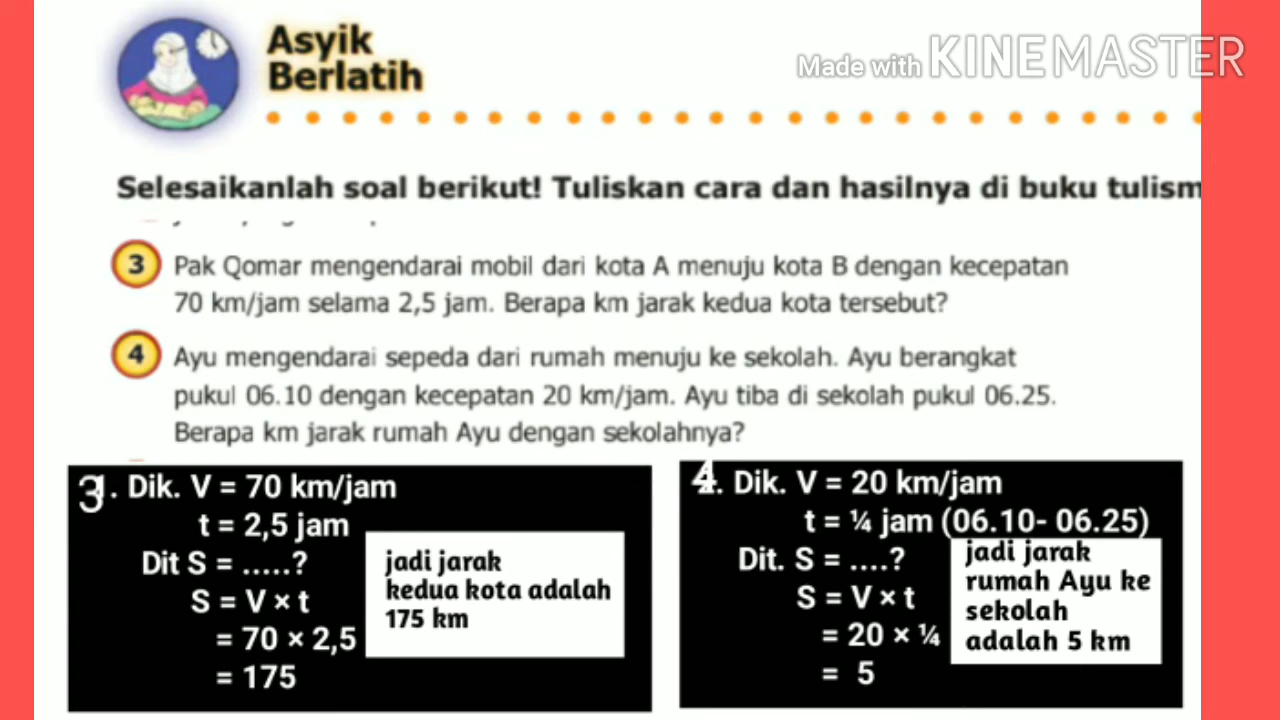 Asyik
Berlatih
Made with KINEMASTER
Selesaikanlah soal berikut! Tuliskan cara dan hasilnya di buku tulism
3 Pak Qomar mengendarai mobil dari kota A menuju kota B dengan kecepatan
70 km/jam selama 2,5 jam. Berapa km jarak kedua kota tersebut?
4 Ayu mengendarai sepeda dari rumah menuju ke sekolah. Ayu berangkat
pukul 06.10 dengan kecepatan 20 km/jam. Ayu tiba di sekolah pukul 06.25.
Berapa km jarak rumah Ayu dengan sekolahnya?
3. Dik. V = 70 km/jam
t = 2,5 jam
Dit S = .....?
S = V × t
= 70 × 2,5
= 175
jadi jarak
kedua kota adalah
175 km
4. Dik. V = 20 km/jam
t = ¼ jam (06.10- 06.25)
Dit. S = ....?
S = V × t
= 20 × ¼
= 5
jadi jarak
rumah Ayu ke
sekolah
adalah 5 km